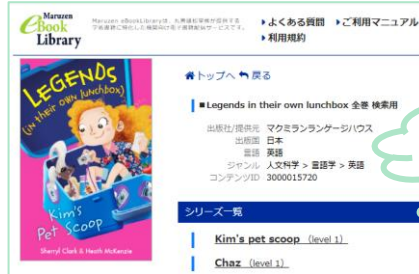 Maruzen
eBook
Library
Maruzen eBookLibraryは、丸善雄松堂株式会社が提供する
学術書籍に特化した機関向け電子書籍配信サービスです。
よくある質問 ご利用マニュアル
利用規約
トップへ 戻る
■Legends in their own lunchbox 全巻 検索用
出版社/提供元 マクミランランゲージハウス
出版国 日本
言語 英語
ジャンル 人文科学 > 言語学 > 英語
コンテンツID 3000015720
シリーズ一覧
Kim's pet scoop (level 1)
Chaz (level 1)
LEGENDS
(in their own lunchbox)
Kim's
Pet Scoop
Sherryl Clark & Heath McKenzie